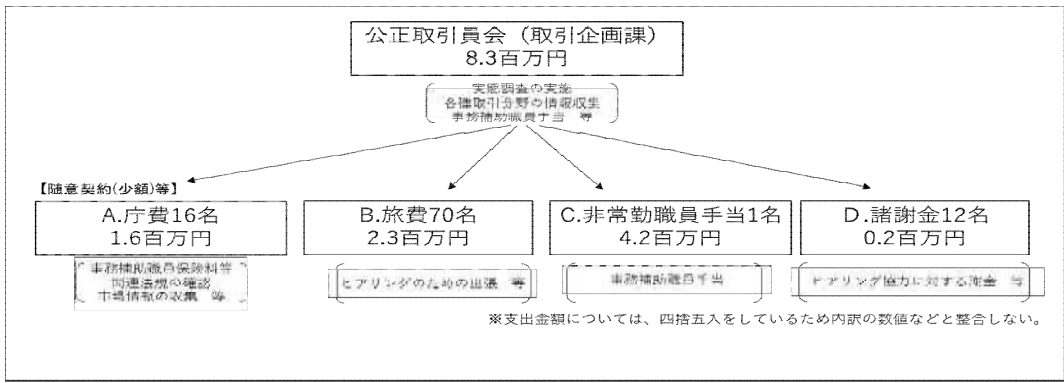 公正取引員会（取引企画課）
8.3百万円
実態調査の実施
各種取引分野の情報収集
事務補助職員手当　等
【随意契約(少額)等】
A.庁費16名
1.6百万円
事務補助職員保険料等
関連法規の確認
市場情報の収集　等
B.旅費70名
2.3百万円
ヒアリングのための出張　等
C.非常勤職員手当1名
4.2百万円
事務補助職員手当
D.諸謝金12名
0.2百万円
ヒアリング協力に対する謝金　等
※支出金額については、四捨五入をしているため内訳の数値などと整合しない。